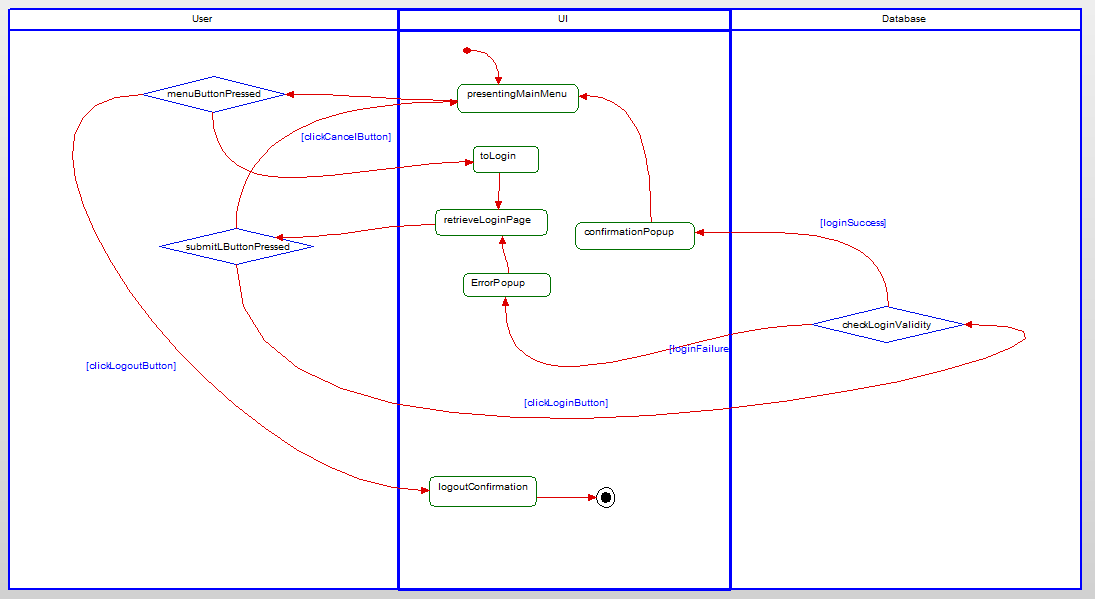 User
UI
Database
menuButtonPressed
presentingMainMenu
[clickCancelButton]
toLogin
retrieveLoginPage
[loginSuccess]
confirmationPopup
submitLButtonPressed
ErrorPopup
checkLoginValidity
[loginFailure
[clickLogoutButton]
[clickLoginButton]
logoutConfirmation